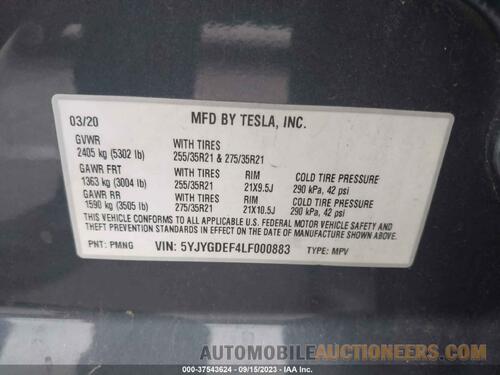 03/20 MFD BY TESLA, INC.
GVWR WITH TIRES
2405 kg (5302 lb) 255/35R21 & 275/35R21
GAWR FRT WITH TIRES RIM COLD TIRE PRESSURE
1363 kg (3004 lb) 255/35R21 21X9.5J 290 kPa, 42 psi
GAWR RR WITH TIRES RIM COLD TIRE PRESSURE
1590 kg (3505 lb) 275/35R21 21X10.5J 290 kPa, 42 psi
THIS VEHICLE CONFORMS TO ALL APPLICABLE U.S. FEDERAL MOTOR VEHICLE SAFETY AND
THEFT PREVENTION STANDARDS IN EFFECT ON THE DATE OF MANUFACTURE SHOWN ABOVE.
PNT: PMNG VIN: 5YJYGDEF4LF000883 TYPE: MPV
AUTOMOBILES-USA.COM
#: 000-37543624 - 09/15/2023 - IAA Inc.